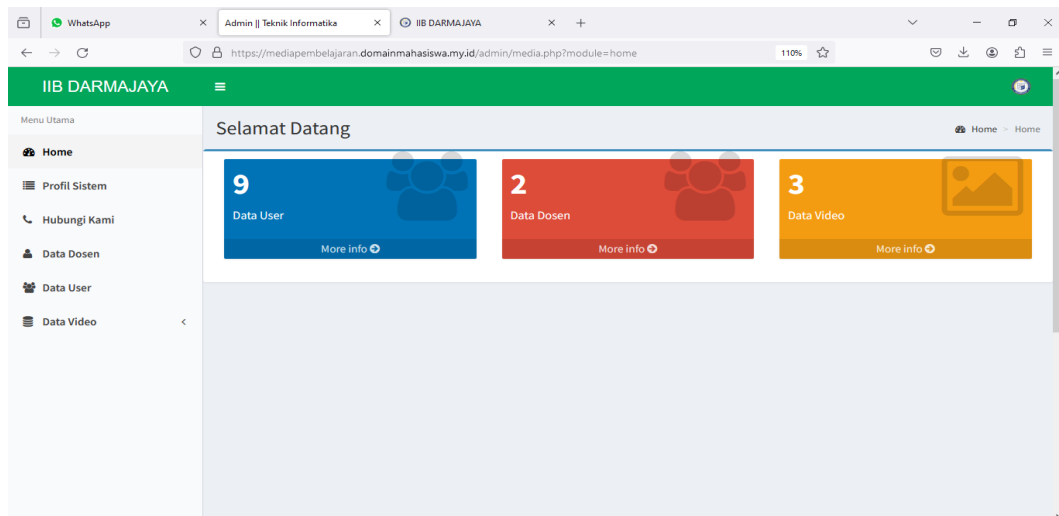 WhatsApp
Admin || Teknik Informatika
IIB DARMAJAYA
https://mediapembelajaran.domainmahasiswa.my.id/admin/media.php?module=home
110%
IIB DARMAJAYA
Menu Utama
Home
Profil Sistem
Hubungi Kami
Data Dosen
Data User
Data Video
Selamat Datang
Home > Home
9
Data User
More info
2
Data Dosen
More info
3
Data Video
More info